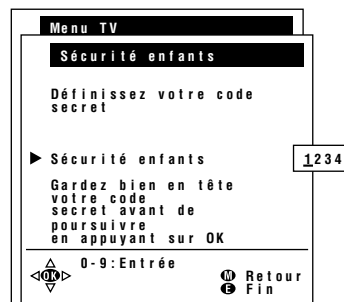 Menu TV
Sécurité enfants
Définissez votre code
secret
Sécurité enfants
1234
Gardez bien en tête
votre code
secret avant de
poursuivre
en appuyant sur OK
OK
0-9:Entrée
M Retour
E Fin